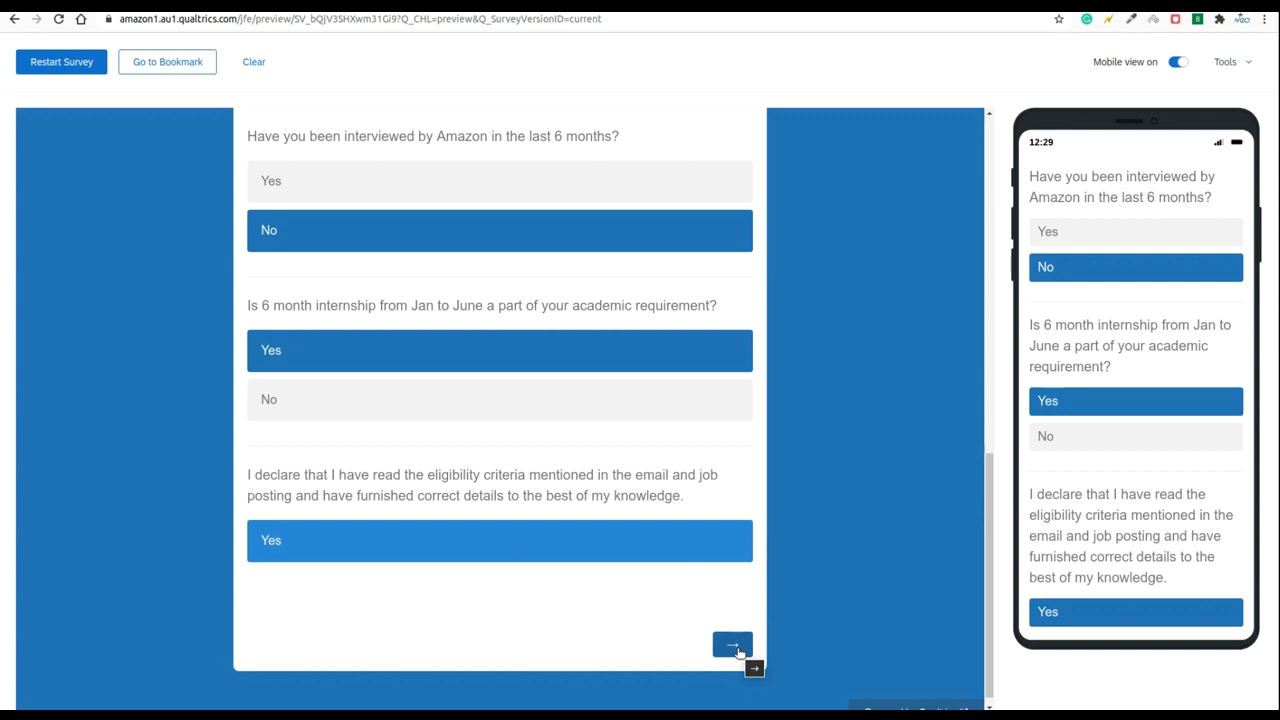 amazon1.au1.qualtrics.com/jfe/preview/SV_bQjV3SHXwm31Gi9?Q_CHL=preview&Q_SurveyVersionID=current
Restart Survey
Go to Bookmark
Clear
Mobile view on
Tools
Have you been interviewed by Amazon in the last 6 months?
Yes
No
Is 6 month internship from Jan to June a part of your academic requirement?
Yes
No
I declare that I have read the eligibility criteria mentioned in the email and job
posting and have furnished correct details to the best of my knowledge.
Yes
→
→
12:29
Have you been interviewed by
Amazon in the last 6 months?
Yes
No
Is 6 month internship from Jan to
June a part of your academic
requirement?
Yes
No
I declare that I have read the
eligibility criteria mentioned in the
email and job posting and have
furnished correct details to the
best of my knowledge.
Yes